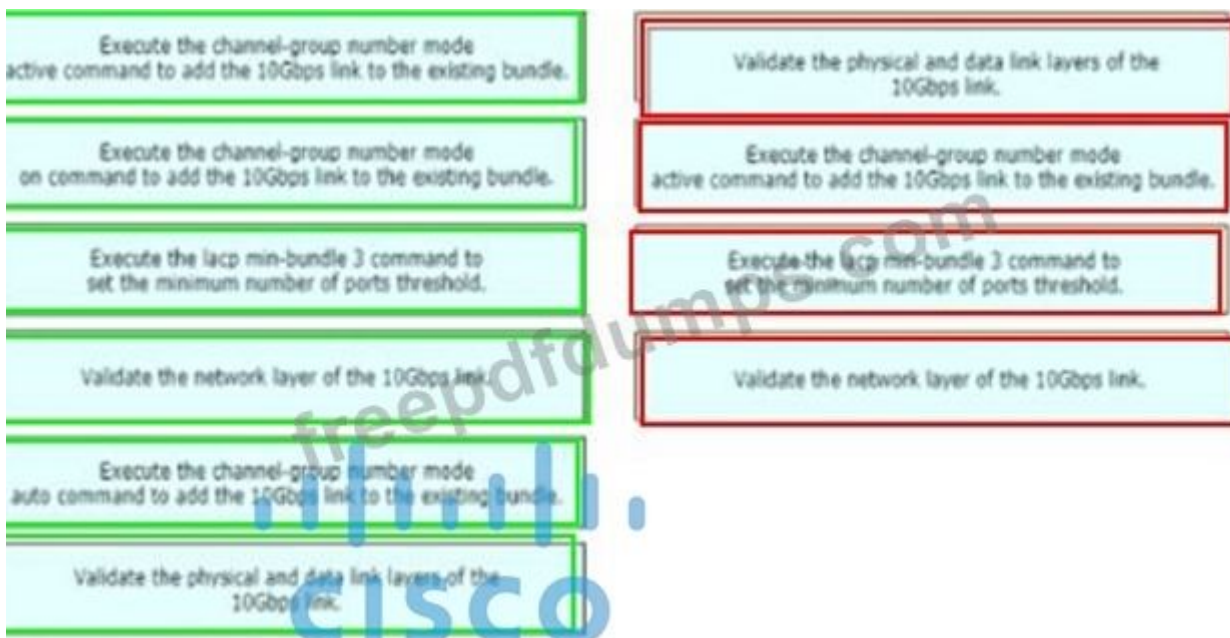 Execute the channel-group number mode
active command to add the 10Gbps link to the existing bundle.
Execute the channel-group number mode
on command to add the 10Gbps link to the existing bundle.
Execute the lacp min-bundle 3 command to
set the minimum number of ports threshold.
Validate the network layer of the 10Gbps link.
Execute the channel-group number mode
auto command to add the 10Gbps link to the existing bundle.
Validate the physical and data link layers of the
10Gbps link.
Validate the physical and data link layers of the
10Gbps link.
Execute the channel-group number mode
active command to add the 10Gbps link to the existing bundle.
Execute the lacp min-bundle 3 command to
set the minimum number of ports threshold.
Validate the network layer of the 10Gbps link.
freepdfdumps.com
CISCO